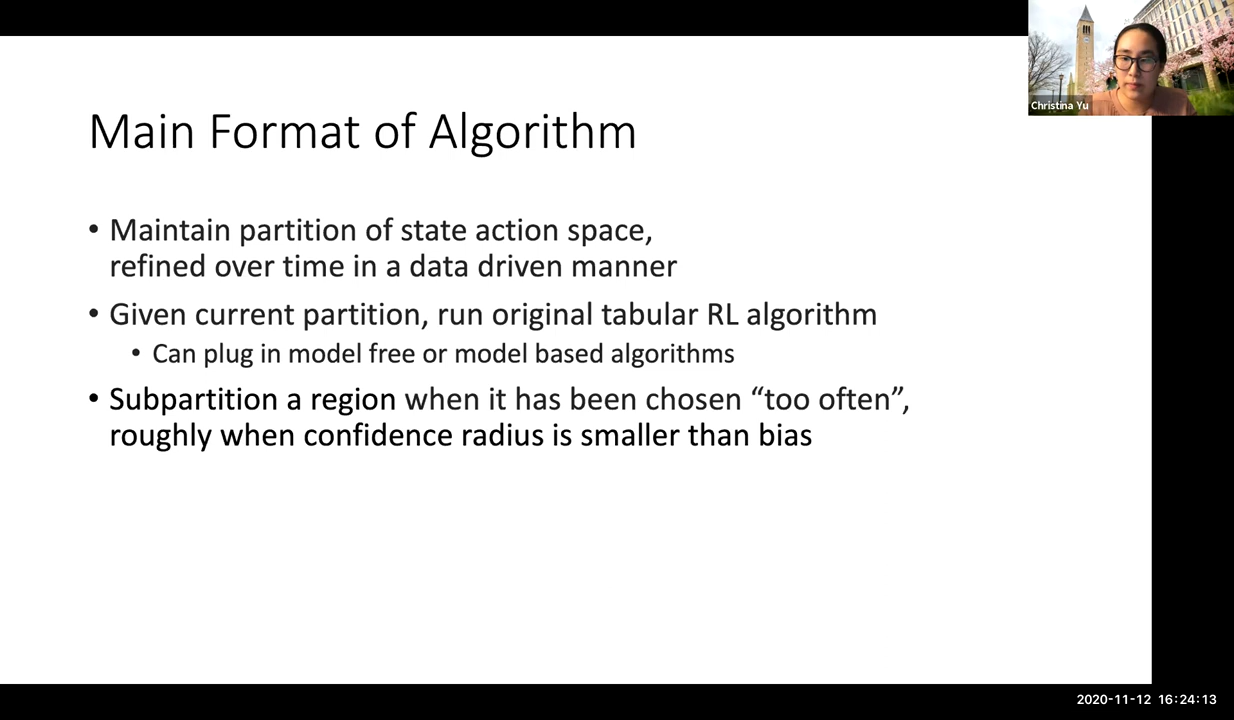 Christina Yu
Main Format of Algorithm
• Maintain partition of state action space,
refined over time in a data driven manner
• Given current partition, run original tabular RL algorithm
• Can plug in model free or model based algorithms
• Subpartition a region when it has been chosen “too often”,
roughly when confidence radius is smaller than bias
2020-11-12 16:24:13